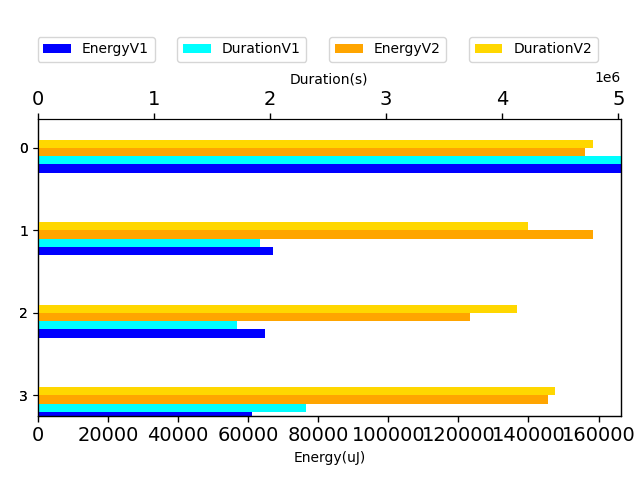 EnergyV1 DurationV1 EnergyV2 DurationV2
Duration(s)
1e6
0 1 2 3 4 5
0
1
2
3
0 20000 40000 60000 80000 100000 120000 140000 160000
Energy(uJ)